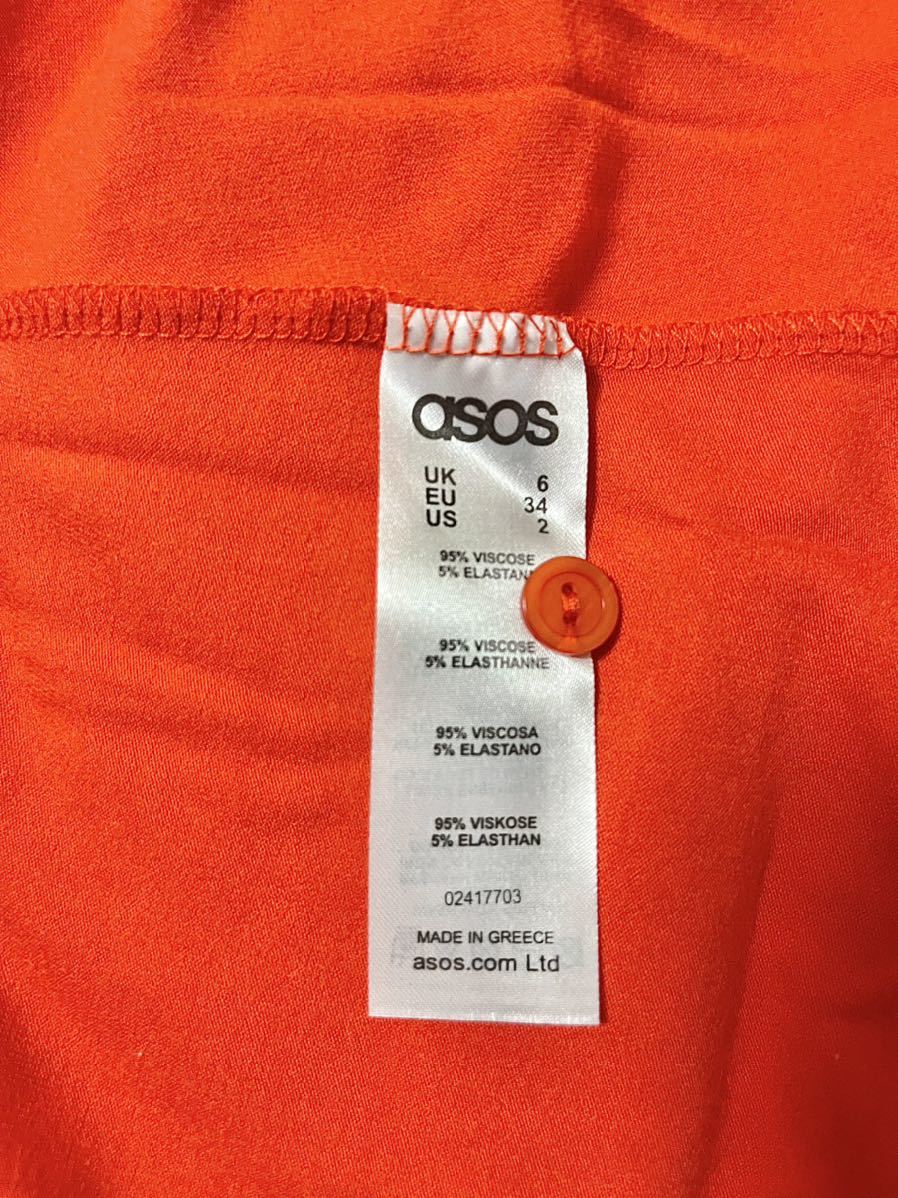 asos
UK 6
EU 34
US 2
95% VISCOSE
5% ELASTAN
95% VISCOSE
5% ELASTHANNE
95% VISCOSA
5% ELASTANO
95% VISKOSE
5% ELASTHAN
02417703
MADE IN GREECE
asos.com Ltd